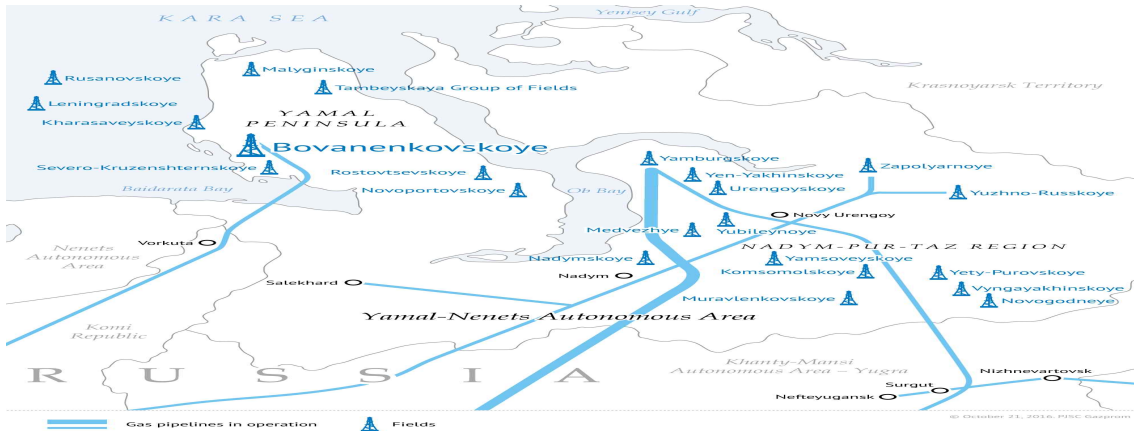 KARA SEA
Yenisey Gulf
Rusanovskoye
Malyginskoye
Tambeyskaya Group of Fields
Krasnoyarsk Territory
Leningradskoye
Kharasaveyskoye
YAMAL
PENINSULA
Bovanenkovskoye
Severo-Kruzenshternskoye
Rostovtsevskoye
Yamburgskoye
Zapolyarnoye
Yen-Yakhinskoye
Baidarata Bay
Novoportovskoye
Ob Bay
Urengoyskoye
Yuzhno-Russkoye
Novy Urengoy
Medvezhye
Yubileynoye
Vorkuta
NADYM-PUR-TAZ REGION
Nenets
Autonomous
Area
Nadymskoye
Yamsoveyskoye
Nadym
Komsomolskoye
Yety-Purovskoye
Salekhard
Vyngayakhinskoye
Muravlenkovskoye
Novogodneye
Yamal-Nenets Autonomous Area
Komi
Republic
Khanty-Mansi
Autonomous Area – Yugra
RUSSIA
Nizhnevartovsk
Surgut
Nefteyugansk
© October 21, 2016. PJSC Gazprom
Gas pipelines in operation
Fields